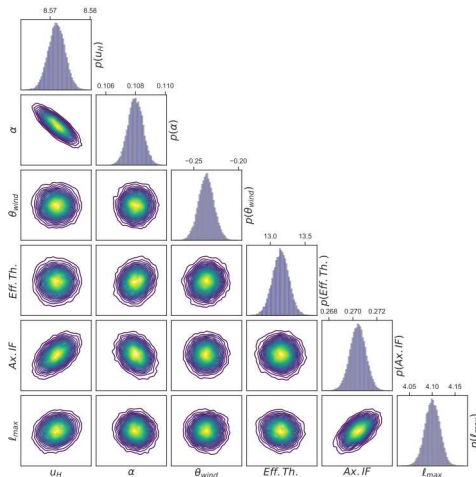 8.57 8.58
p(u_H)
0.106 0.108 0.110
α
p(α)
-0.25 -0.20
θ_wind
p(θ_wind)
13.0 13.5
Eff. Th.
p(Eff. Th.)
0.268 0.270 0.272
Ax. IF
p(Ax. IF)
4.05 4.10 4.15
ℓ_max
p(ℓ_max)
u_H α θ_wind Eff. Th. Ax. IF ℓ_max